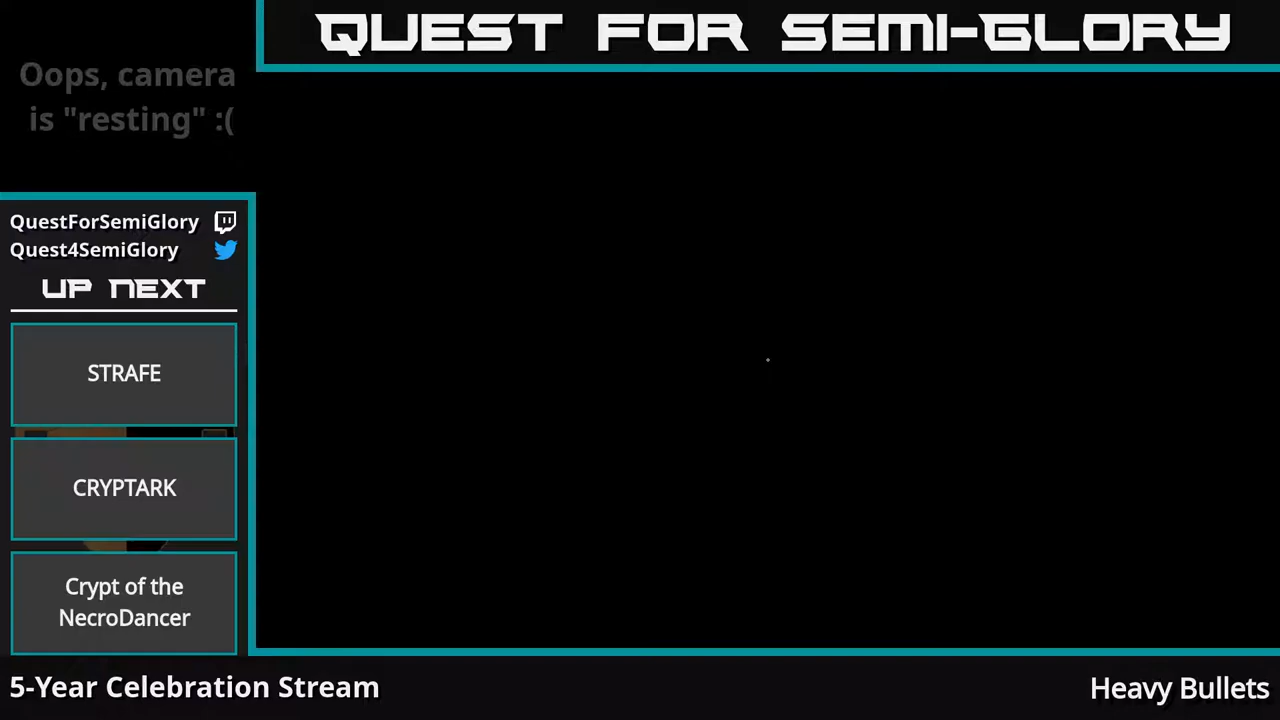 QUEST FOR SEMI-GLORY
Oops, camera
is "resting" :(
QuestForSemiGlory
Quest4SemiGlory
UP NEXT
STRAFE
CRYPTARK
Crypt of the
NecroDancer
5-Year Celebration Stream
Heavy Bullets